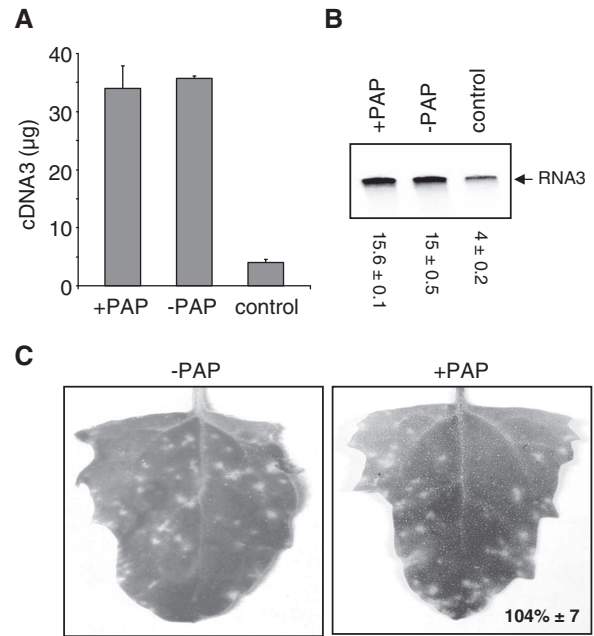 A
cDNA3 (µg)
40
30
20
10
0
+PAP -PAP control
B
+PAP
-PAP
control
RNA3
15.6 ± 0.1
15 ± 0.5
4 ± 0.2
C
-PAP
+PAP
104% ± 7